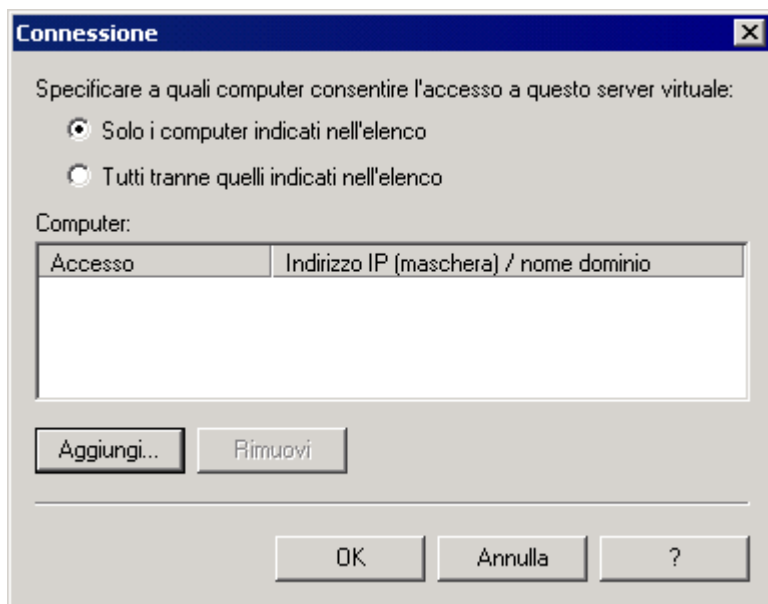 Connessione
Specificare a quali computer consentire l'accesso a questo server virtuale:
Solo i computer indicati nell'elenco
Tutti tranne quelli indicati nell'elenco
Computer:
Accesso Indirizzo IP (maschera) / nome dominio
Aggiungi... Rimuovi
OK Annulla ?